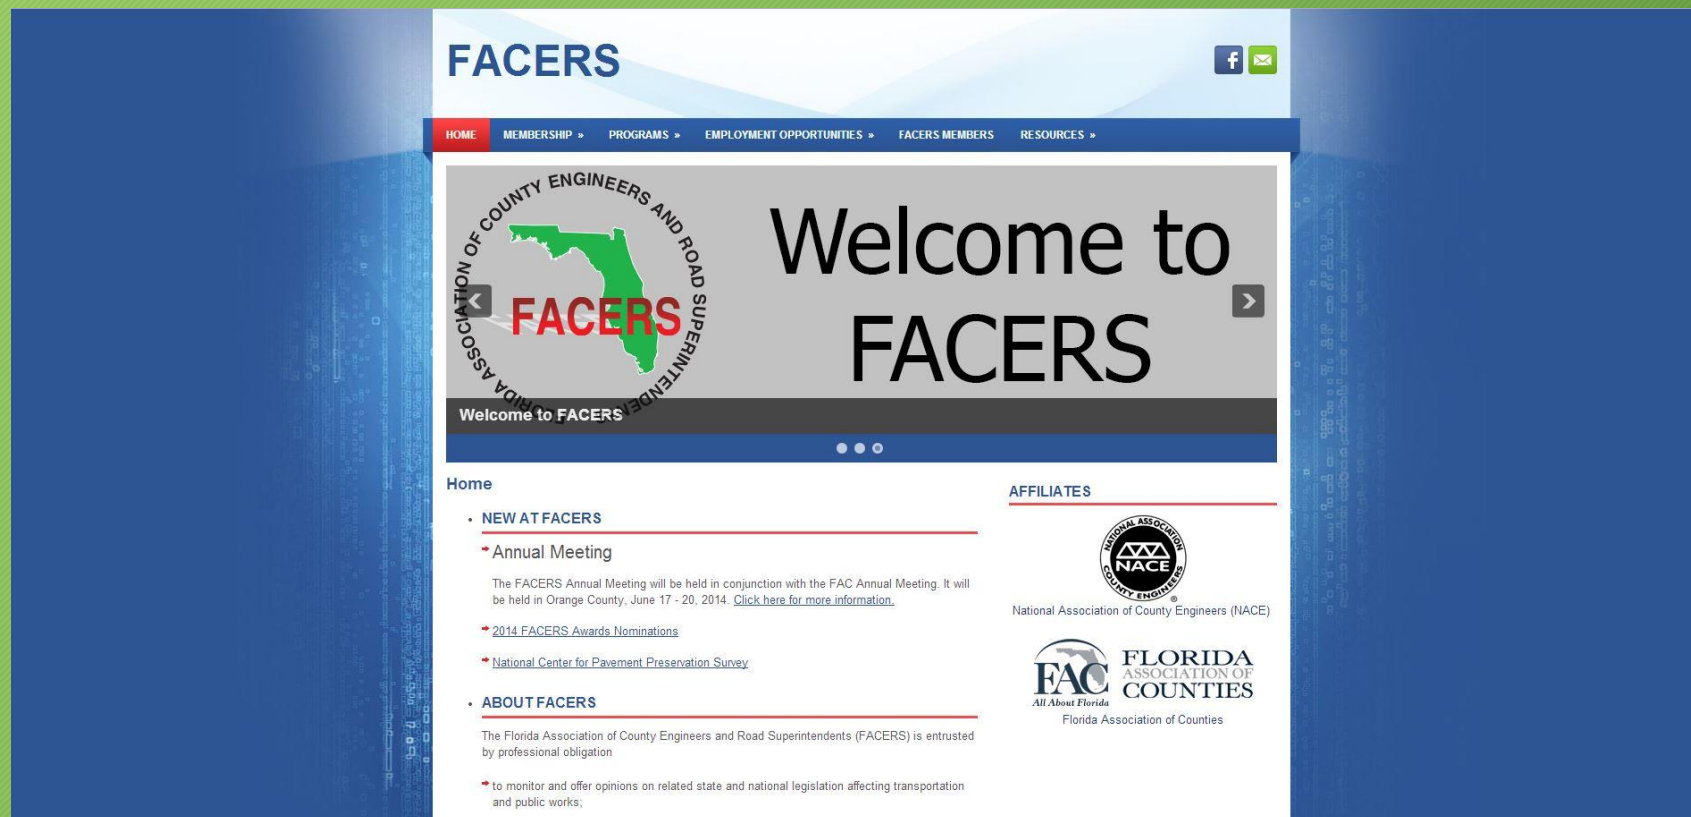 FACERS
HOME
MEMBERSHIP »
PROGRAMS »
EMPLOYMENT OPPORTUNITIES »
FACERS MEMBERS
RESOURCES »
FLORIDA ASSOCIATION OF COUNTY ENGINEERS AND ROAD SUPERINTENDENTS
FACERS
Welcome to
FACERS
Welcome to FACERS
Home
NEW AT FACERS
Annual Meeting
The FACERS Annual Meeting will be held in conjunction with the FAC Annual Meeting. It will
be held in Orange County, June 17 - 20, 2014. Click here for more information.
2014 FACERS Awards Nominations
National Center for Pavement Preservation Survey
ABOUT FACERS
The Florida Association of County Engineers and Road Superintendents (FACERS) is entrusted
by professional obligation
to monitor and offer opinions on related state and national legislation affecting transportation
and public works;
AFFILIATES
NATIONAL ASSOCIATION
NACE
COUNTY ENGINEERS
®
National Association of County Engineers (NACE)
FAC
All About Florida
FLORIDA
ASSOCIATION OF
COUNTIES
Florida Association of Counties